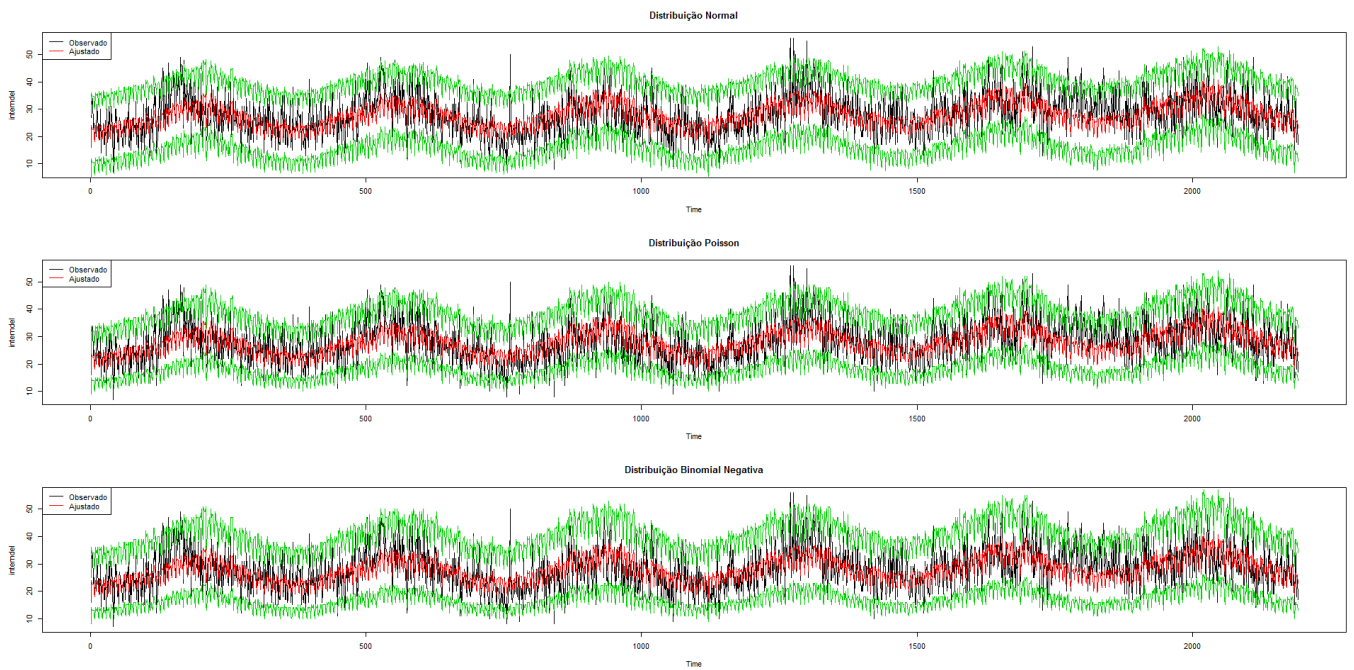 Distribuição Normal
Observado
Ajustado
interndel
50
40
30
20
10
0
500
1000
1500
2000
Time
Distribuição Poisson
Observado
Ajustado
interndel
50
40
30
20
10
0
500
1000
1500
2000
Time
Distribuição Binomial Negativa
Observado
Ajustado
interndel
50
40
30
20
10
0
500
1000
1500
2000
Time